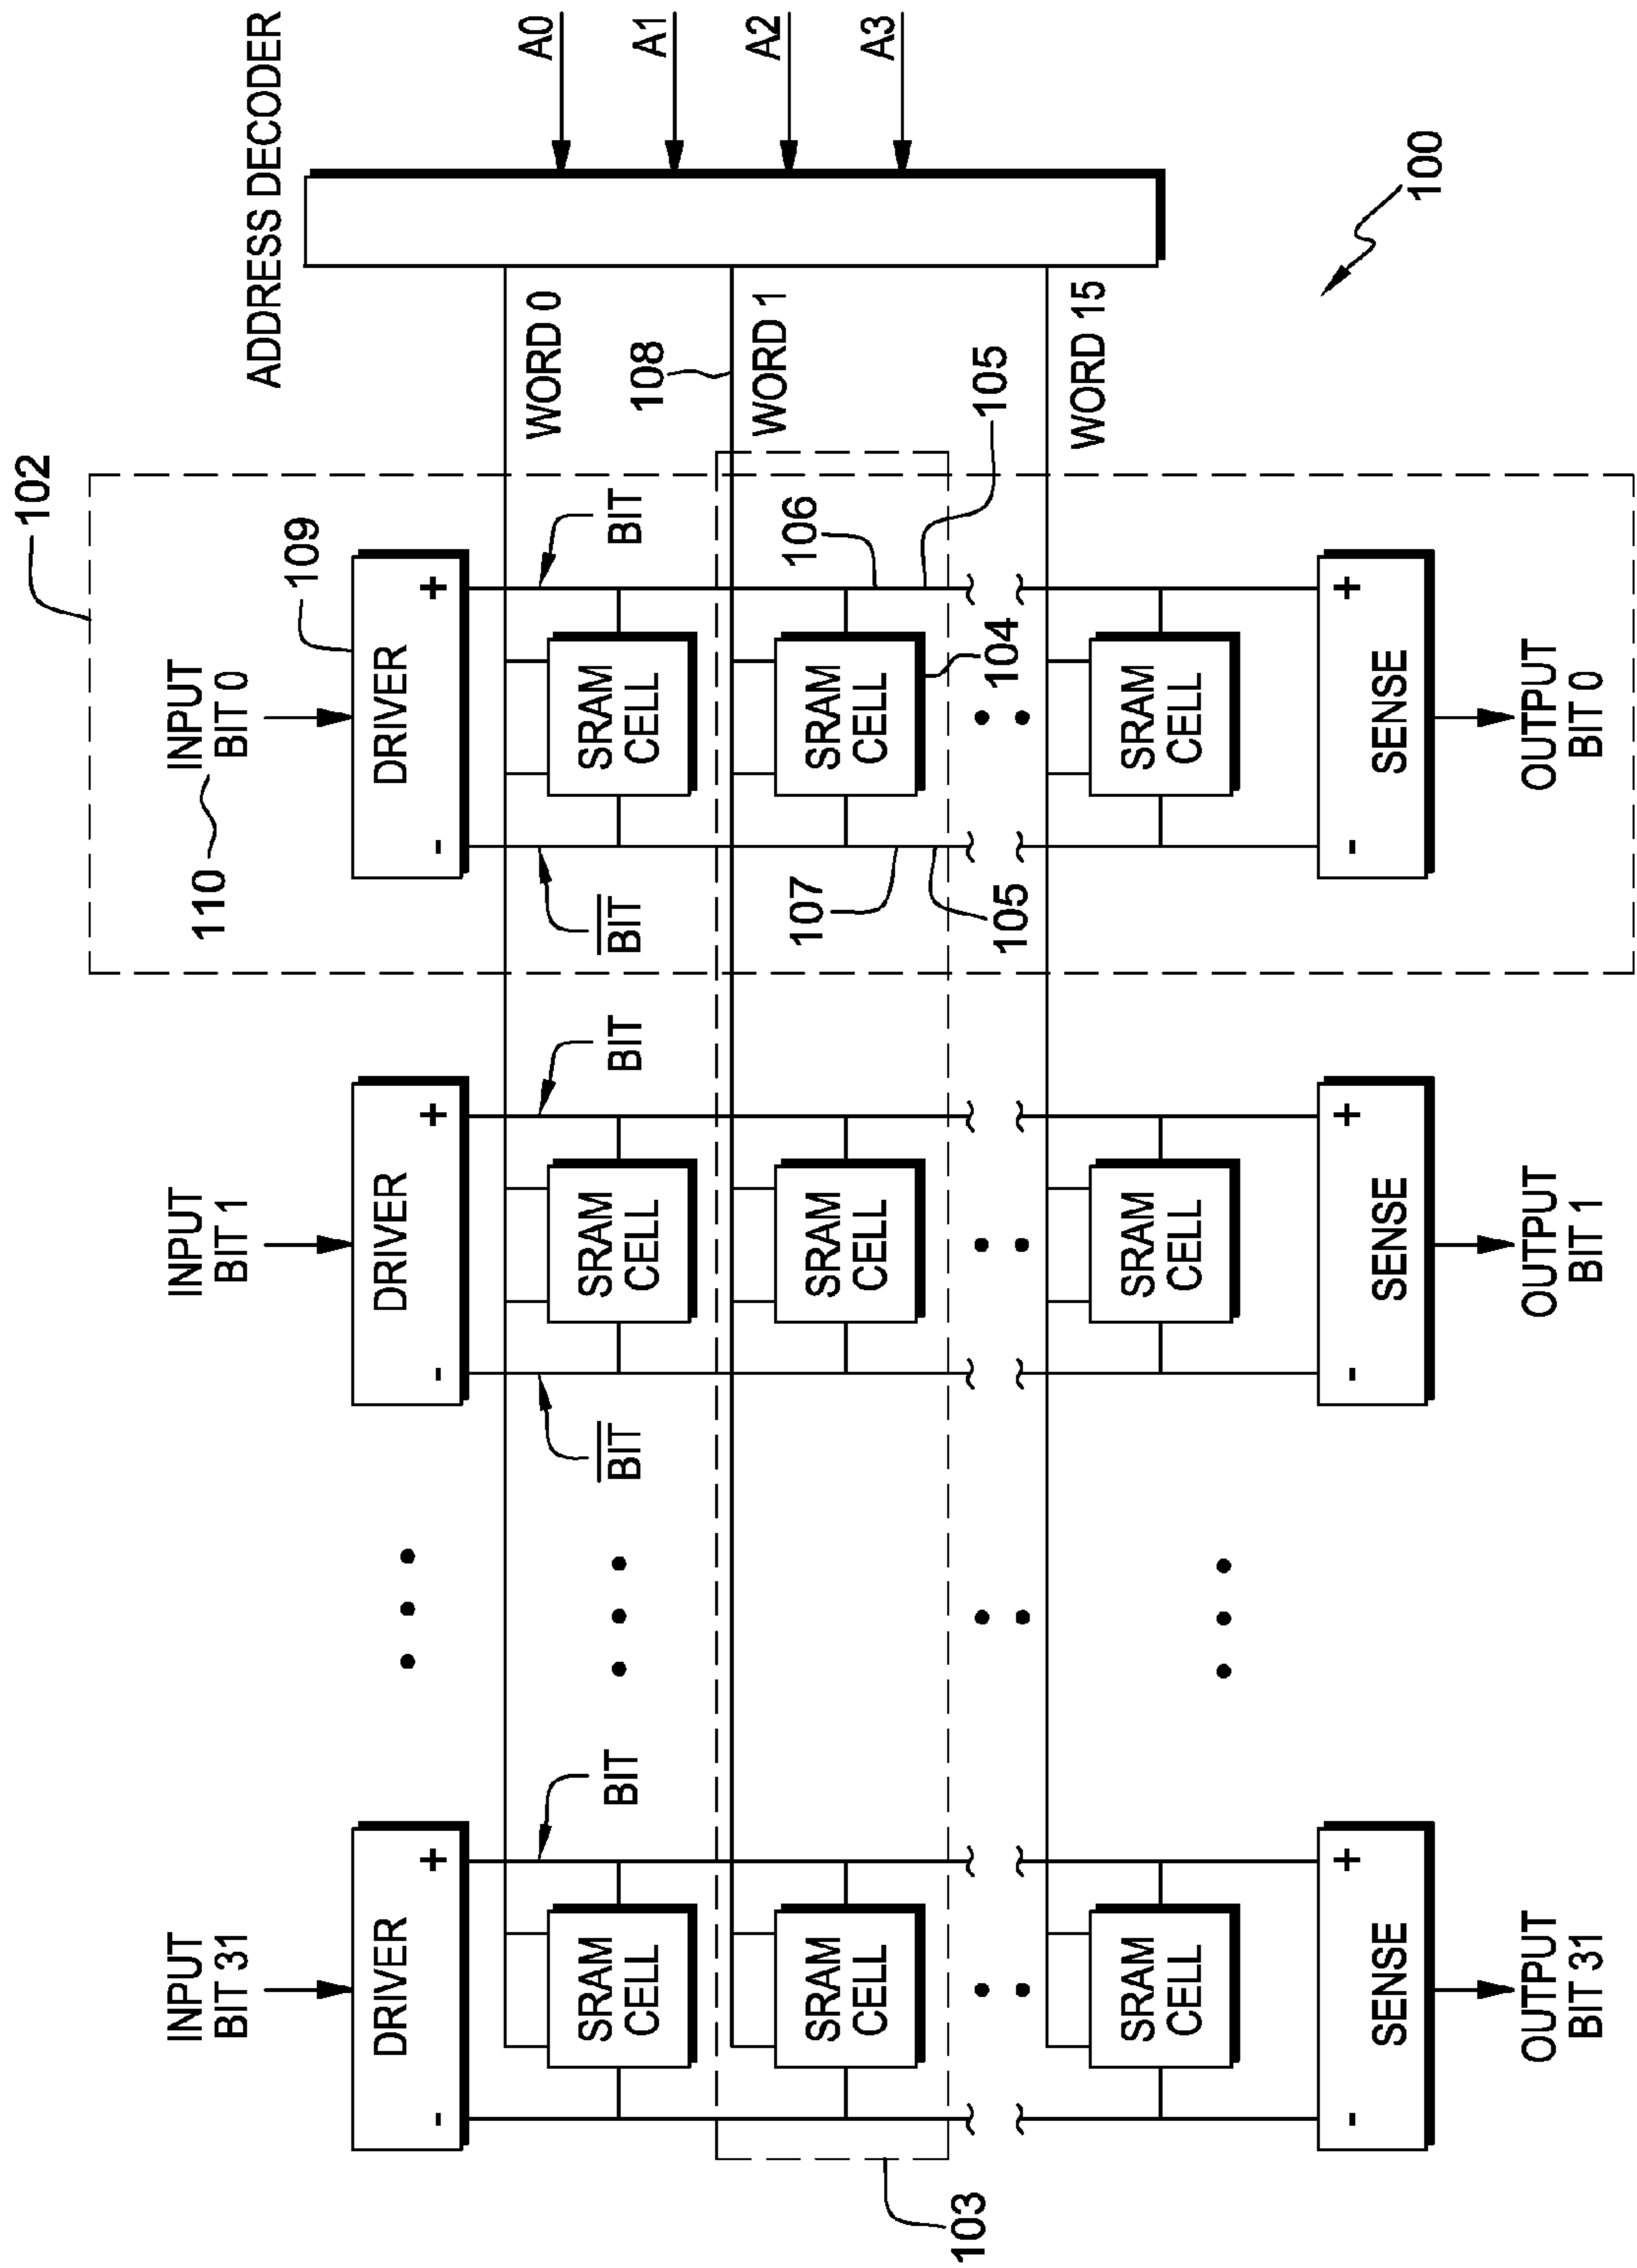 102
INPUT
BIT 31
INPUT
BIT 1
INPUT
BIT 0
110
ADDRESS DECODER
109
DRIVER
- +
DRIVER
- +
DRIVER
- +
A0
A1
A2
A3
WORD 0
BIT
B̅I̅T̅
BIT
B̅I̅T̅
BIT
SRAM
CELL
SRAM
CELL
SRAM
CELL
108
WORD 1
107
106
SRAM
CELL
SRAM
CELL
SRAM
CELL
103
105
104
105
WORD 15
SRAM
CELL
SRAM
CELL
SRAM
CELL
- +
SENSE
- +
SENSE
- +
SENSE
100
OUTPUT
BIT 31
OUTPUT
BIT 1
OUTPUT
BIT 0